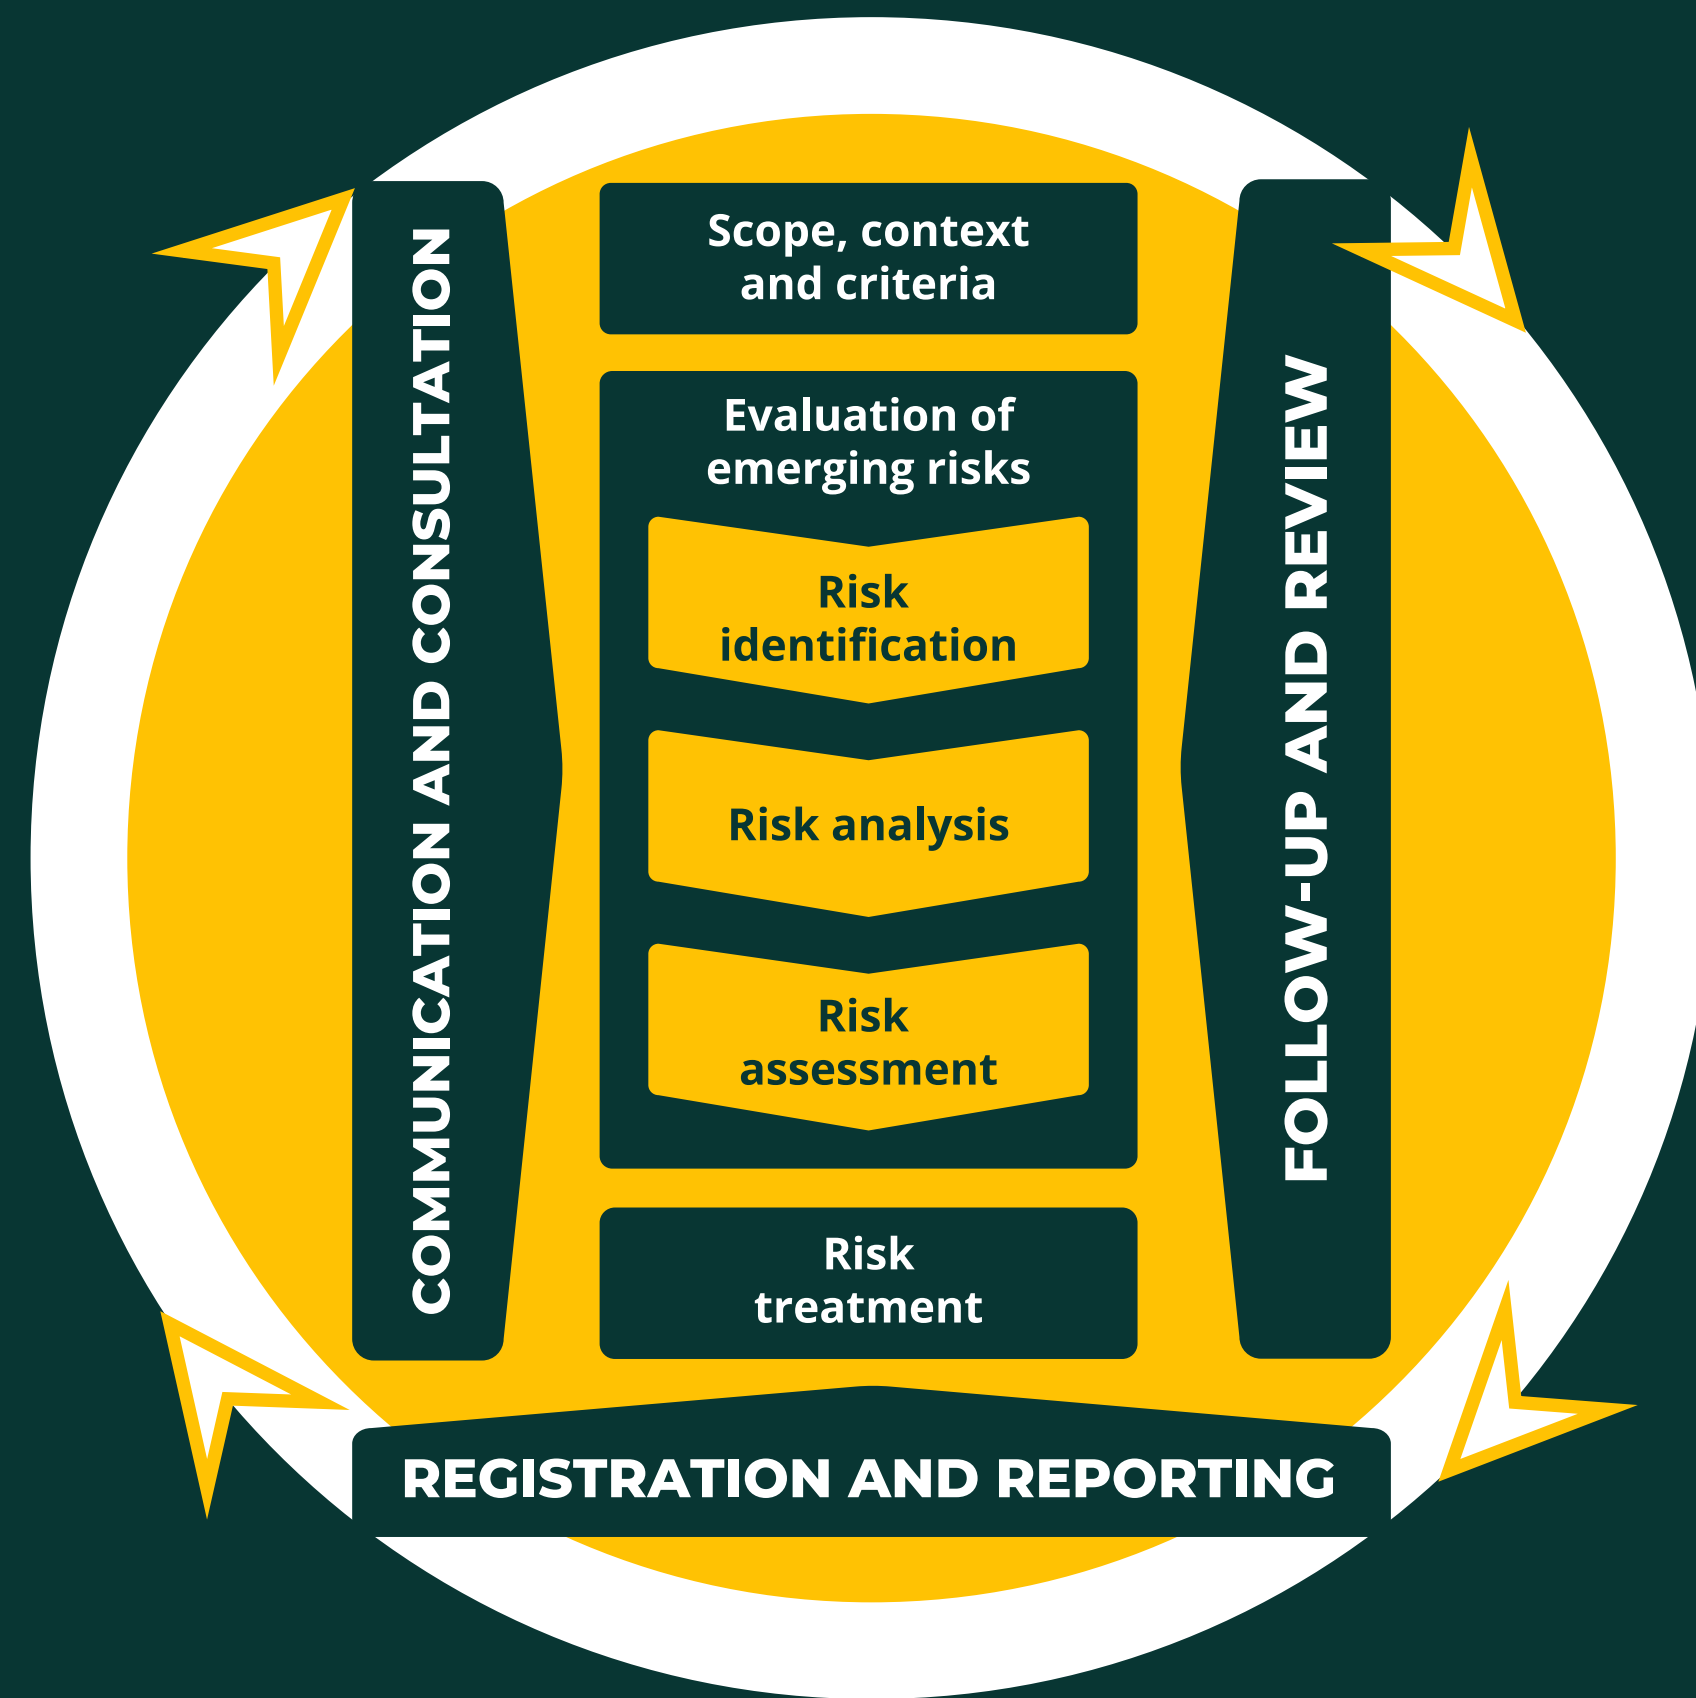 COMMUNICATION AND CONSULTATION
Scope, context
and criteria
Evaluation of
emerging risks
Risk
identification
Risk analysis
Risk
assessment
Risk
treatment
FOLLOW-UP AND REVIEW
REGISTRATION AND REPORTING